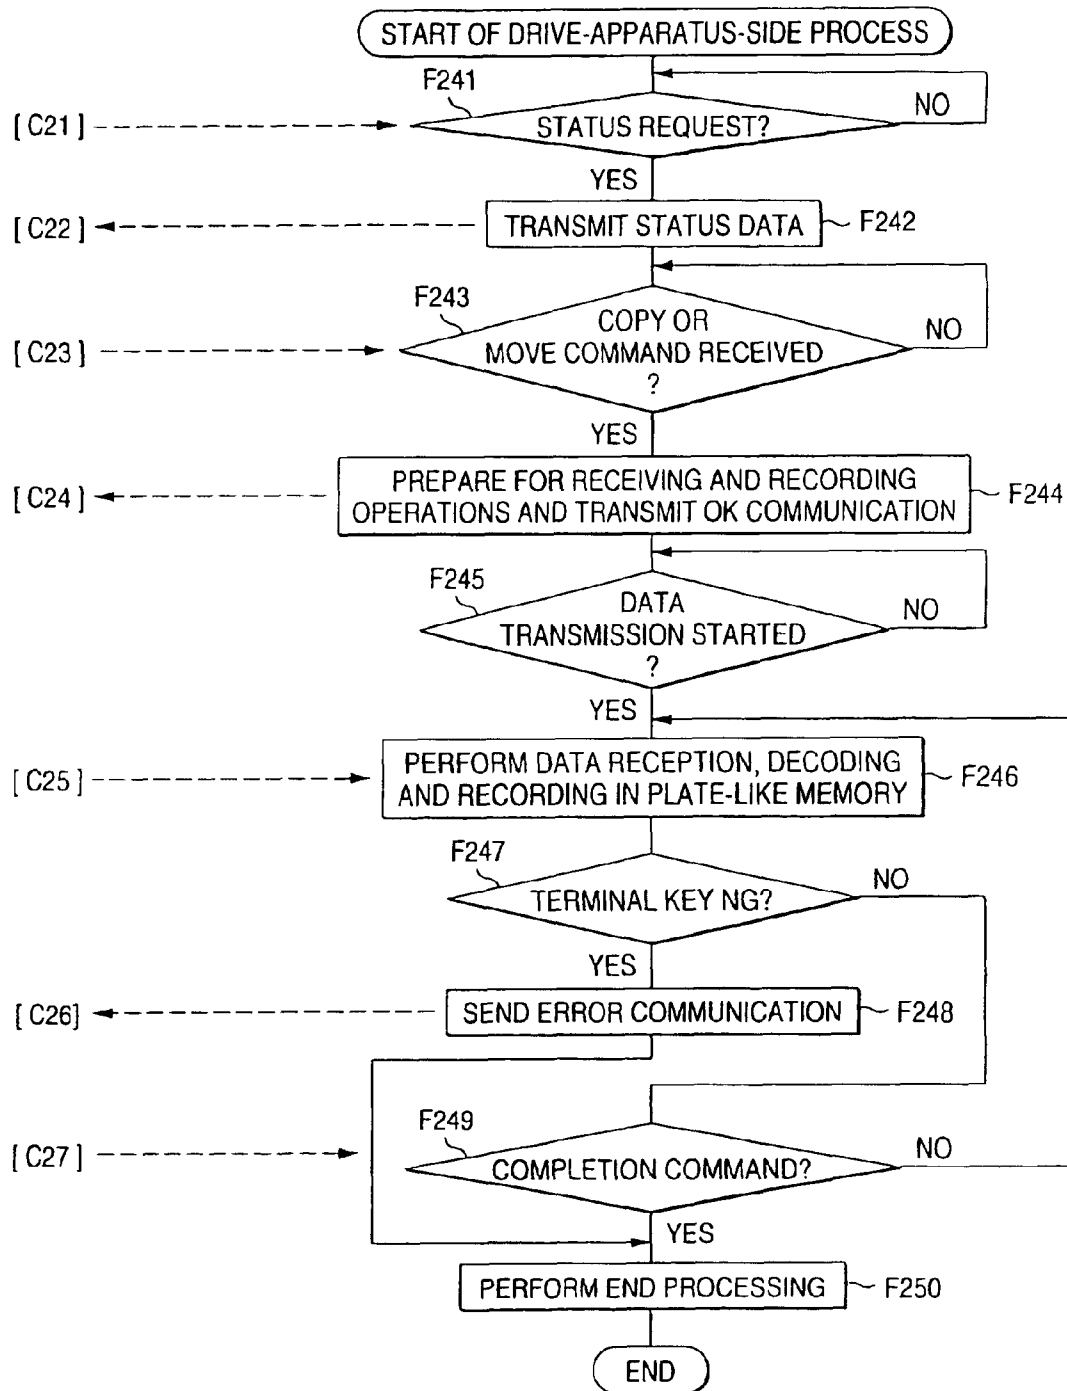 START OF DRIVE-APPARATUS-SIDE PROCESS
F241
NO
[C21]
STATUS REQUEST?
YES
[C22]
TRANSMIT STATUS DATA
F242
F243
COPY OR
NO
[C23]
MOVE COMMAND RECEIVED
?
YES
[C24]
PREPARE FOR RECEIVING AND RECORDING
OPERATIONS AND TRANSMIT OK COMMUNICATION
F244
F245
DATA
NO
TRANSMISSION STARTED
?
YES
[C25]
PERFORM DATA RECEPTION, DECODING
AND RECORDING IN PLATE-LIKE MEMORY
F246
F247
NO
TERMINAL KEY NG?
YES
[C26]
SEND ERROR COMMUNICATION
F248
F249
NO
[C27]
COMPLETION COMMAND?
YES
PERFORM END PROCESSING
F250
END